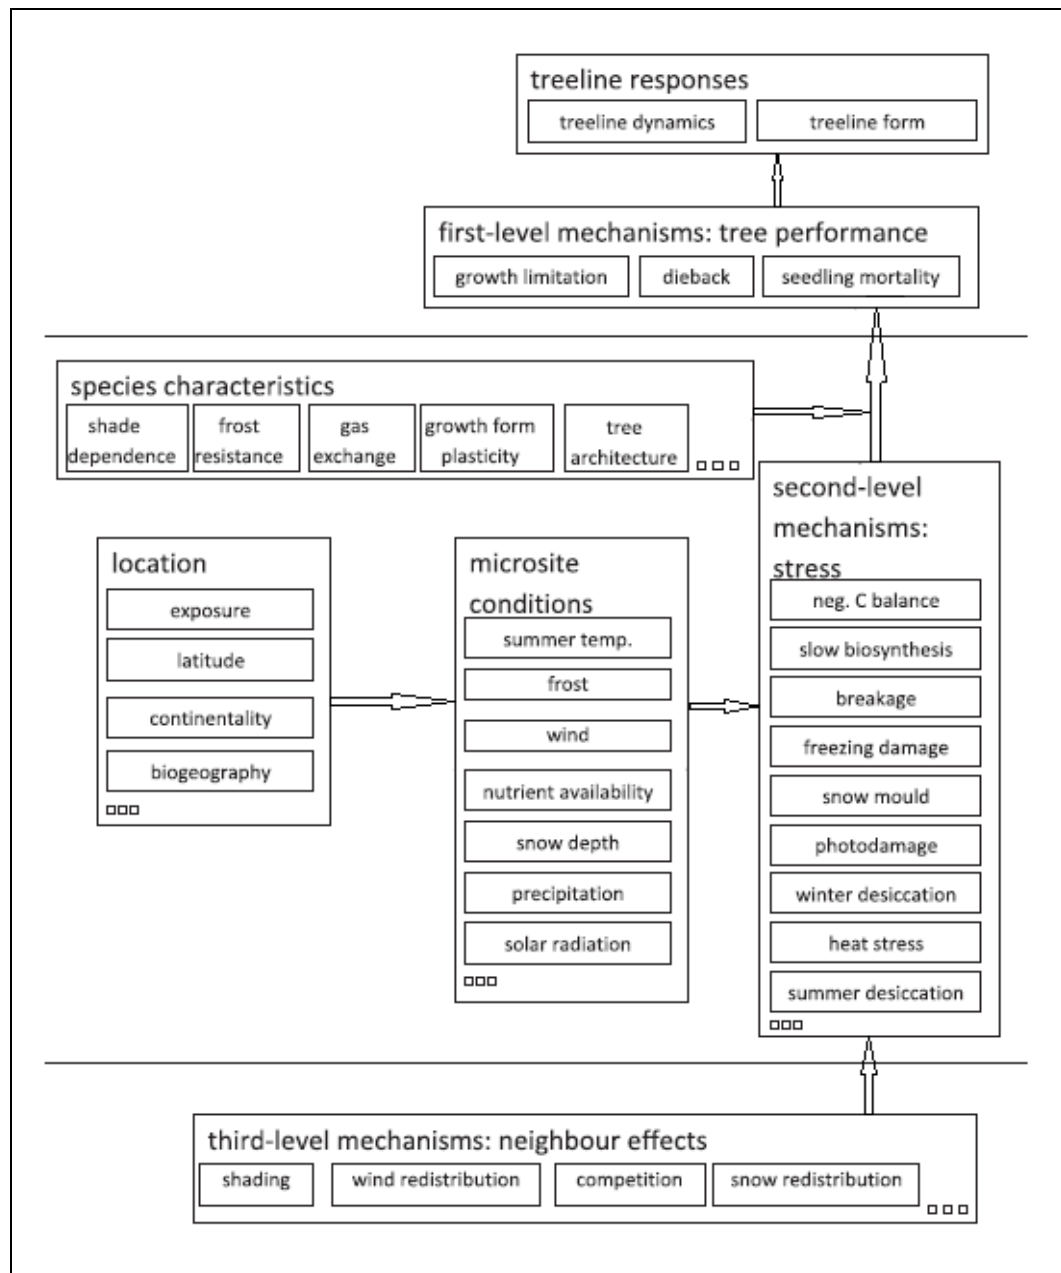 treeline responses
treeline dynamics
treeline form
first-level mechanisms: tree performance
growth limitation
dieback
seedling mortality
species characteristics
shade
dependence
frost
resistance
gas
exchange
growth form
plasticity
tree
architecture
location
exposure
latitude
continentality
biogeography
microsite
conditions
summer temp.
frost
wind
nutrient availability
snow depth
precipitation
solar radiation
second-level
mechanisms:
stress
neg. C balance
slow biosynthesis
breakage
freezing damage
snow mould
photodamage
winter desiccation
heat stress
summer desiccation
third-level mechanisms: neighbour effects
shading
wind redistribution
competition
snow redistribution